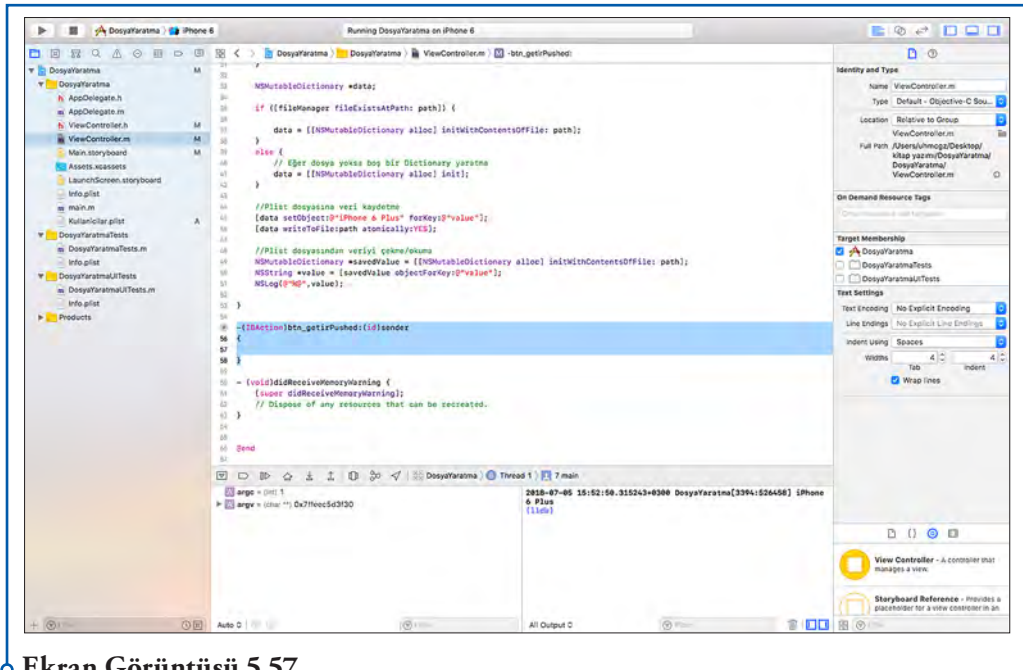 DosyaYaratma
iPhone 6
Running DosyaYaratma on iPhone 6
DosyaYaratma
DosyaYaratma
ViewController.m
-btn_getirPushed:
DosyaYaratma M
DosyaYaratma
h AppDelegate.h
m AppDelegate.m
h ViewController.h M
ViewController.m M
Main.storyboard M
Assets.xcassets
LaunchScreen.storyboard
Info.plist
m main.m
Kullanicilar.plist A
DosyaYaratmaTests
m DosyaYaratmaTests.m
Info.plist
DosyaYaratmaUITests
m DosyaYaratmaUITests.m
Info.plist
Products
}
NSMutableDictionary *data;
if ([fileManager fileExistsAtPath: path]) {
data = [[NSMutableDictionary alloc] initWithContentsOfFile: path];
}
else {
// Eğer dosya yoksa boş bir Dictionary yaratma
data = [[NSMutableDictionary alloc] init];
}
//Plist dosyasına veri kaydetme
[data setObject:@"iPhone 6 Plus" forKey:@"value"];
[data writeToFile:path atomically:YES];
//Plist dosyasından veriyi çekme/okuma
NSMutableDictionary *savedValue = [[NSMutableDictionary alloc] initWithContentsOfFile: path];
NSString *value = [savedValue objectForKey:@"value"];
NSLog(@"%@",value);
}
-(IBAction)btn_getirPushed:(id)sender
56 {
57
58 }
- (void)didReceiveMemoryWarning {
[super didReceiveMemoryWarning];
// Dispose of any resources that can be recreated.
}
@end
DosyaYaratma
Thread 1
7 main
argc = (int) 1
argv = (char **) 0x7ffeec5d3f30
2018-07-05 15:52:50.315243+0300 DosyaYaratma[3394:526458] iPhone
6 Plus
(lldb)
Auto
All Output
Identity and Type
Name ViewController.m
Type Default - Objective-C Sou...
Location Relative to Group
ViewController.m
Full Path /Users/uhmcgz/Desktop/
kitap yazımı/DosyaYaratma/
DosyaYaratma/
ViewController.m
On Demand Resource Tags
Target Membership
DosyaYaratma
DosyaYaratmaTests
DosyaYaratmaUITests
Text Settings
Text Encoding No Explicit Encoding
Line Endings No Explicit Line Endings
Indent Using Spaces
Widths 4 4
Tab Indent
Wrap lines
View Controller - A controller that
manages a view.
Storyboard Reference - Provides a
placeholder for a view controller in an
Ekran Görüntüsü 5.57